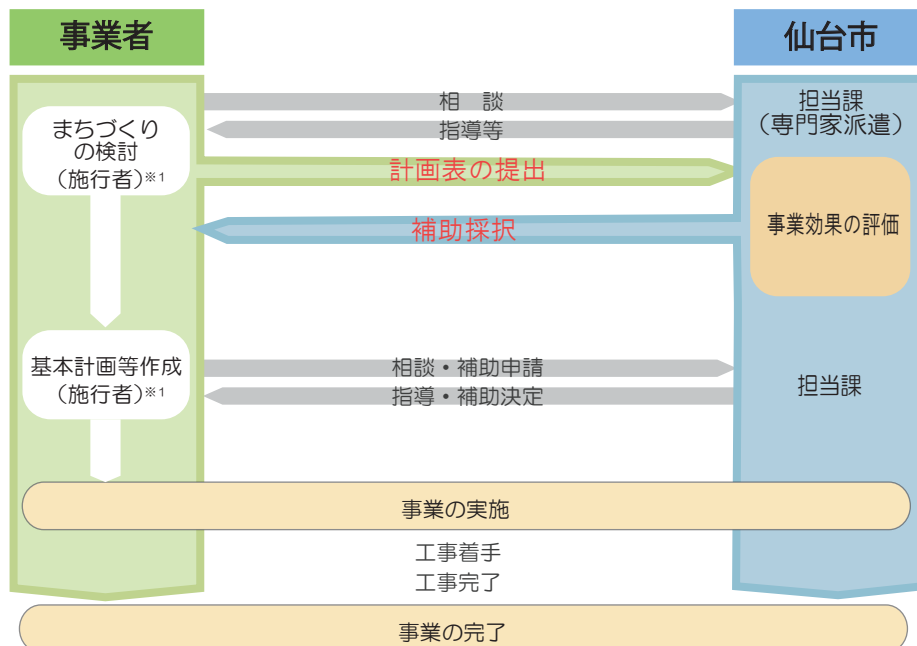 事業者
仙台市
相 談
指導等
担当課
(専門家派遣)
まちづくり
の検討
(施行者)※1
計画表の提出
補助採択
事業効果の評価
基本計画等作成
(施行者)※1
相談・補助申請
指導・補助決定
担当課
事業の実施
工事着手
工事完了
事業の完了